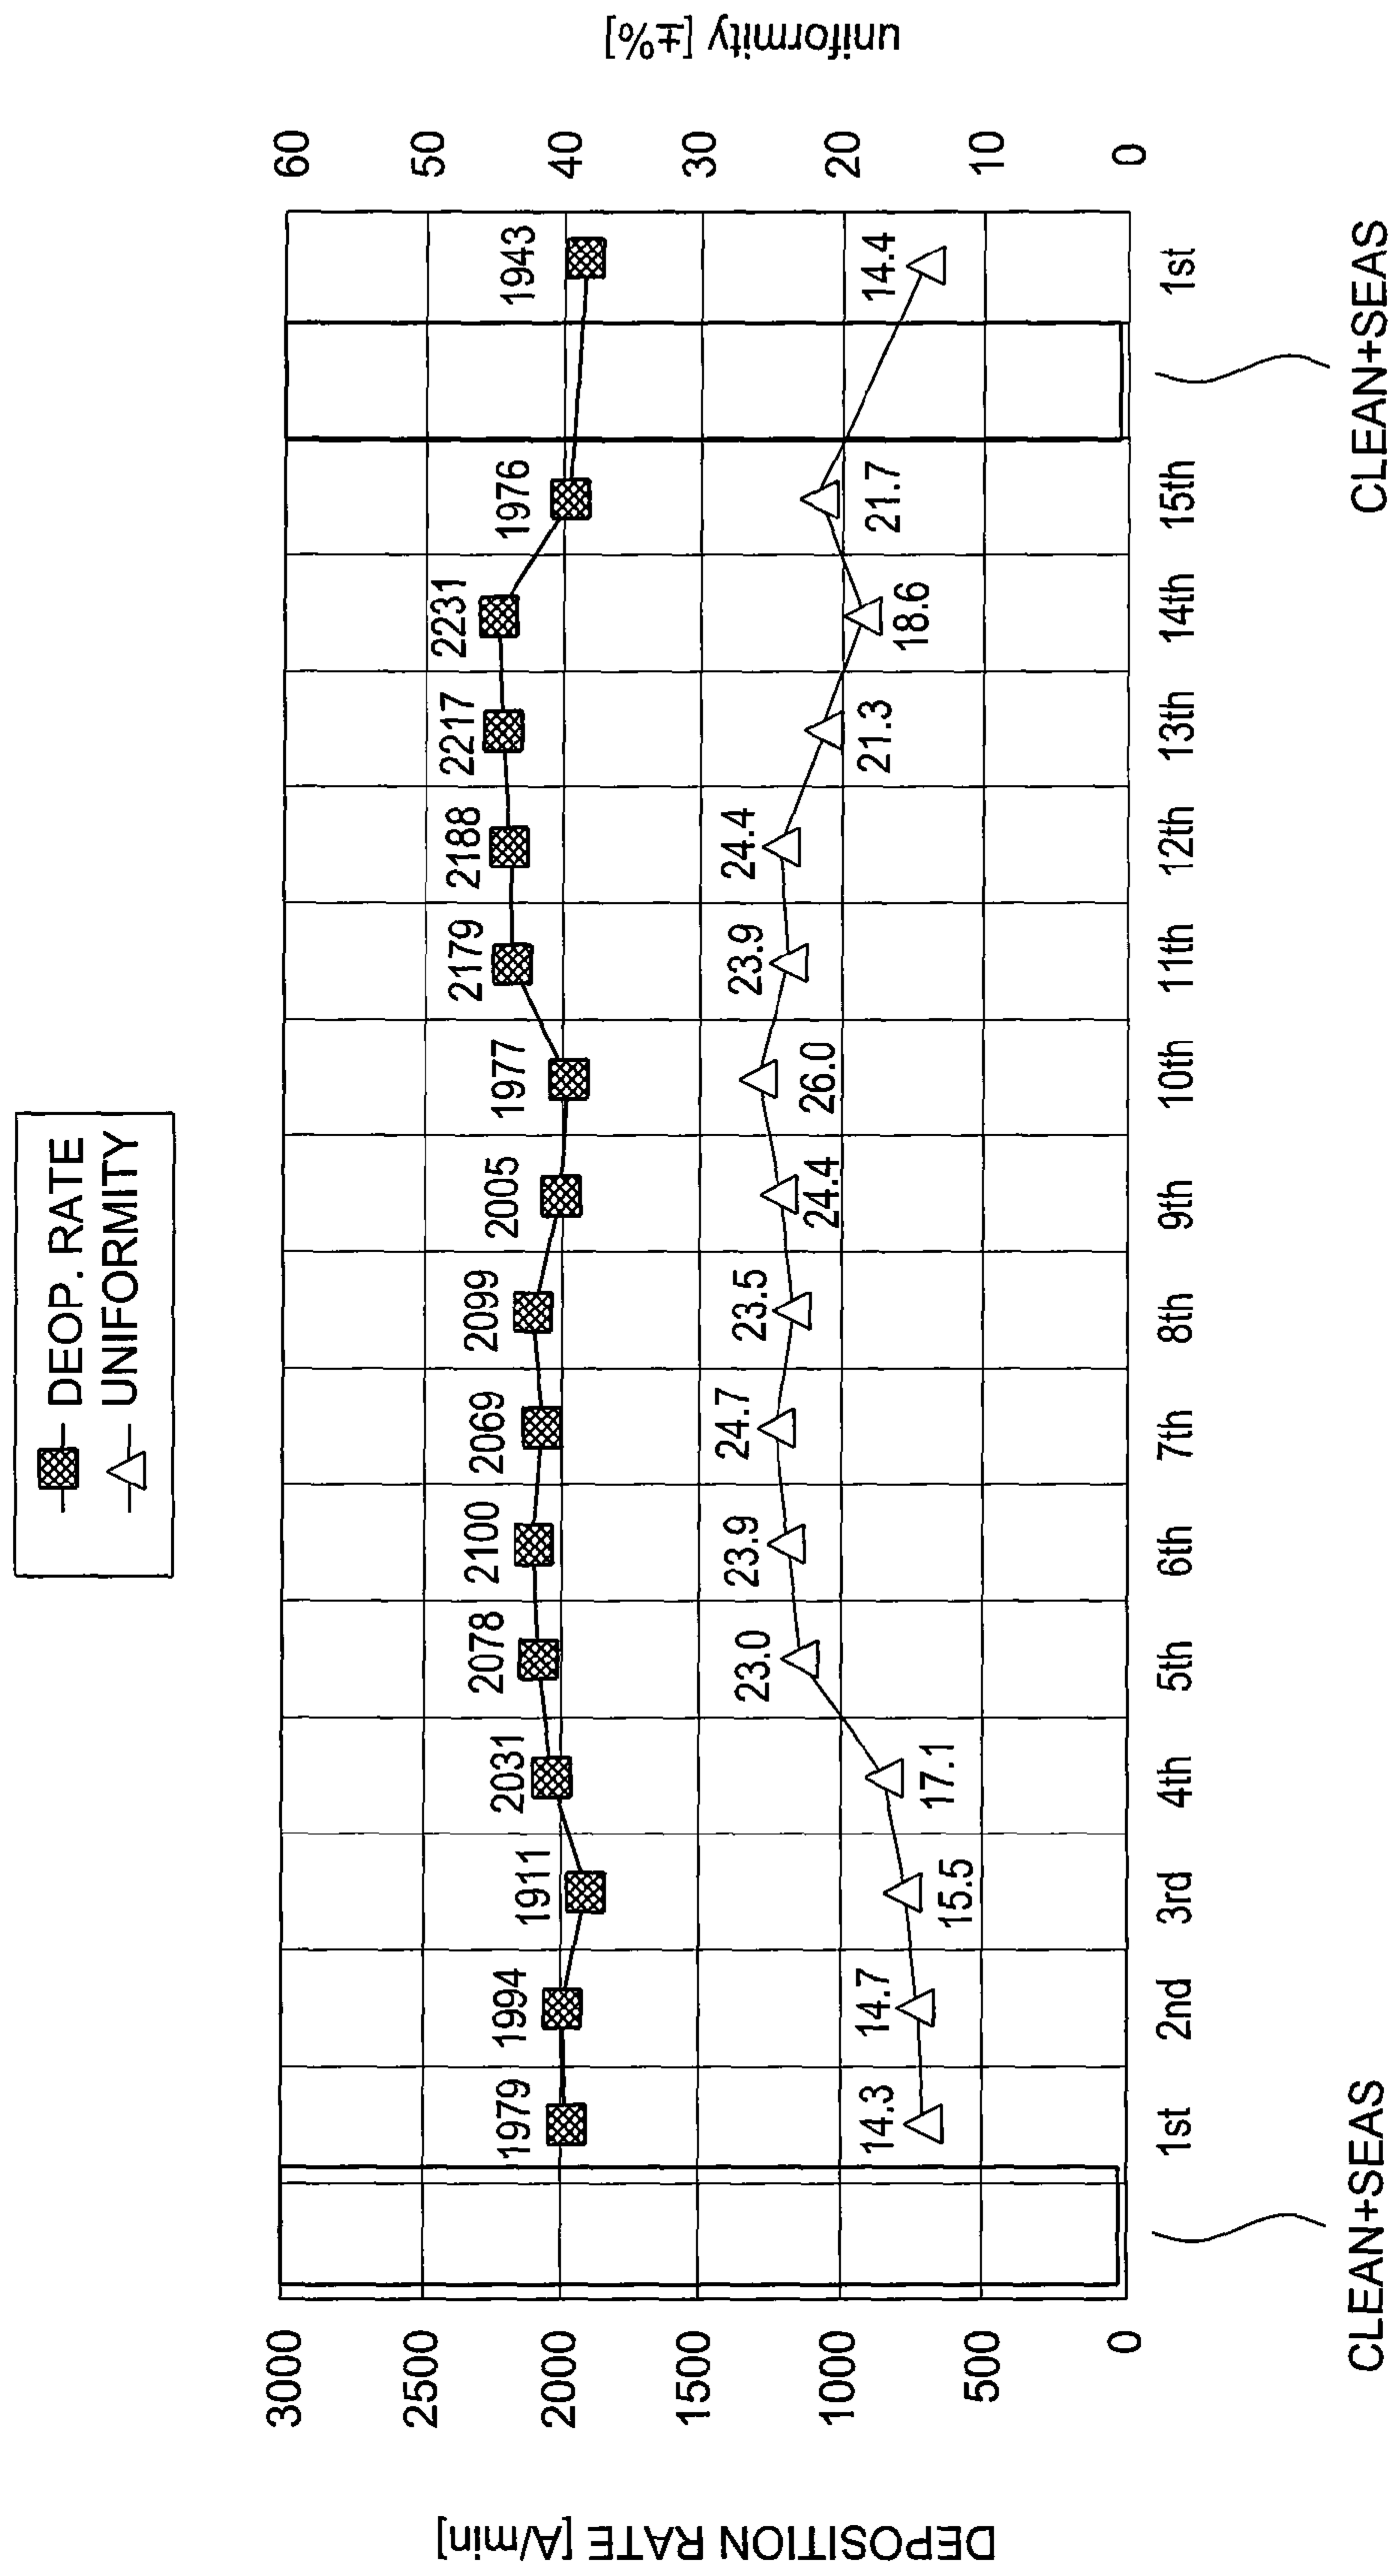 DEOP. RATE
UNIFORMITY
DEPOSITION RATE [A/min]
3000
2500
2000
1500
1000
500
0
uniformity [±%]
60
50
40
30
20
10
0
1979
1994
1911
2031
2078
2100
2069
2099
2005
1977
2179
2188
2217
2231
1976
1943
14.3
14.7
15.5
17.1
23.0
23.9
24.7
23.5
24.4
26.0
23.9
24.4
21.3
18.6
21.7
14.4
1st
2nd
3rd
4th
5th
6th
7th
8th
9th
10th
11th
12th
13th
14th
15th
1st
CLEAN+SEAS
CLEAN+SEAS